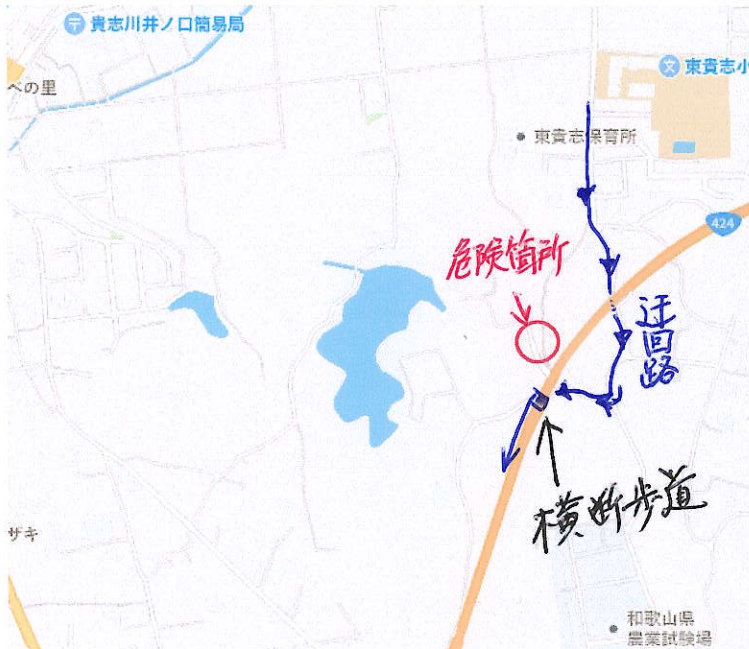 貴志川井ノ口簡易局
東貴志小
べの里
東貴志保育所
424
危険箇所
迂回路
横断歩道
ザキ
和歌山県
農業試験場